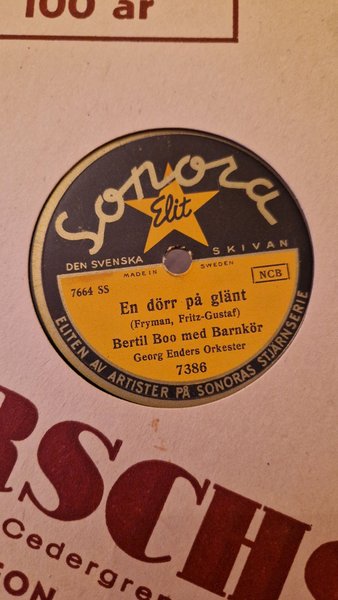 100 år
Sonora
Elit
DEN SVENSKA SKIVAN
MADE IN SWEDEN
7664 SS
NCB
En dörr på glänt
(Fryman, Fritz-Gustaf)
Bertil Boo med Barnkör
Georg Enders Orkester
7386
ELITEN AV ARTISTER PÅ SONORAS STJÄRNSERIE
RSCH
Cedergren